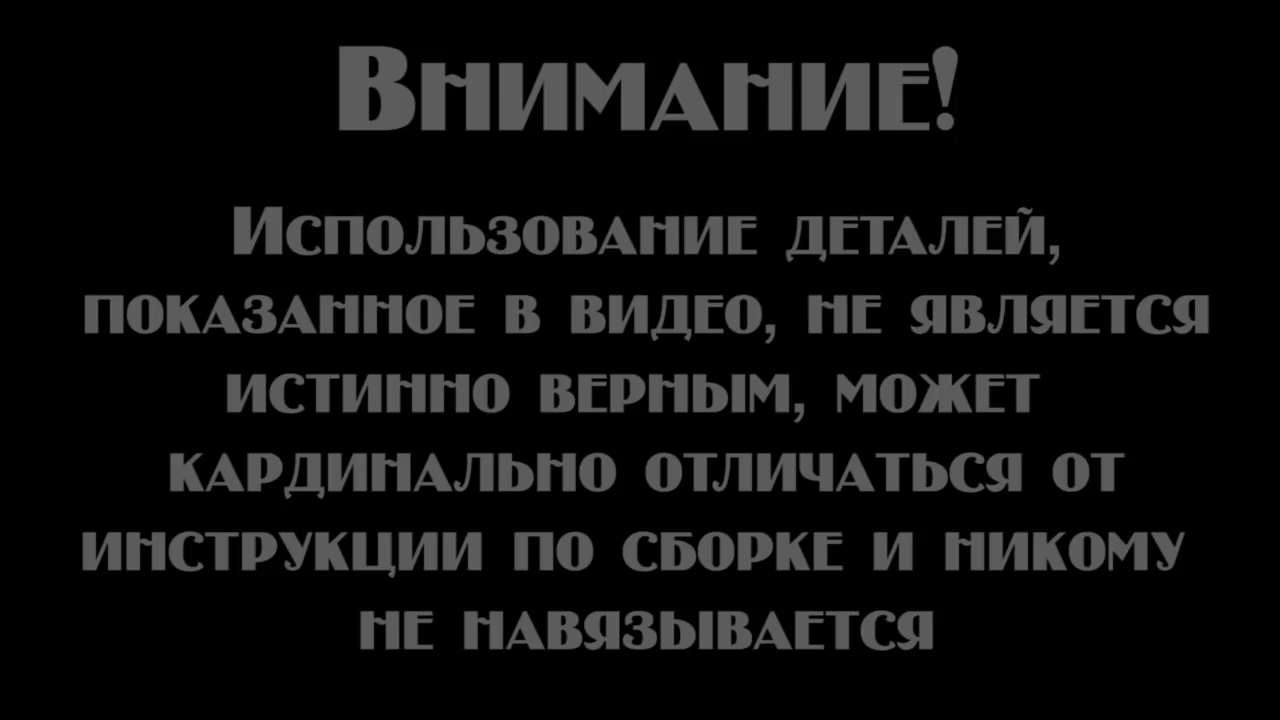 Внимание!
Использование деталей,
показанное в видео, не является
истинно верным, может
кардинально отличаться от
инструкции по сборке и никому
не навязывается